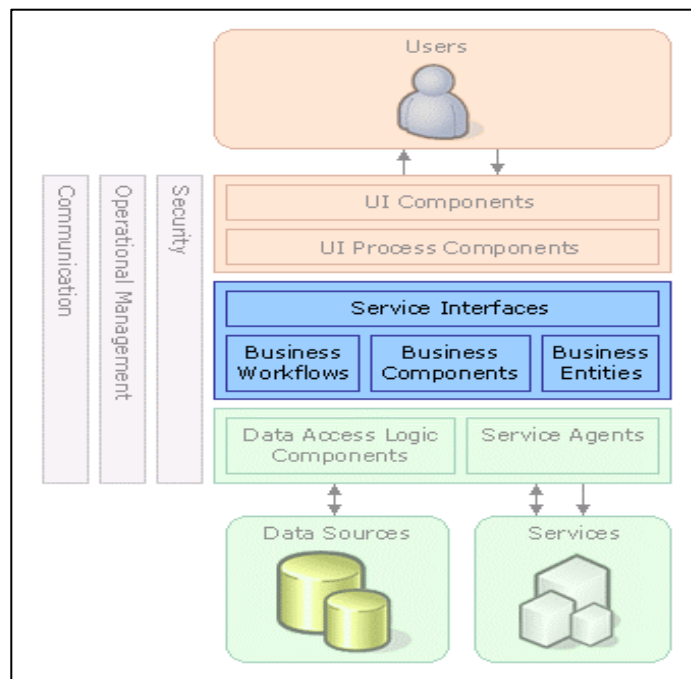 Users
Communication
Operational Management
Security
UI Components
UI Process Components
Service Interfaces
Business
Workflows
Business
Components
Business
Entities
Data Access Logic
Components
Service Agents
Data Sources
Services